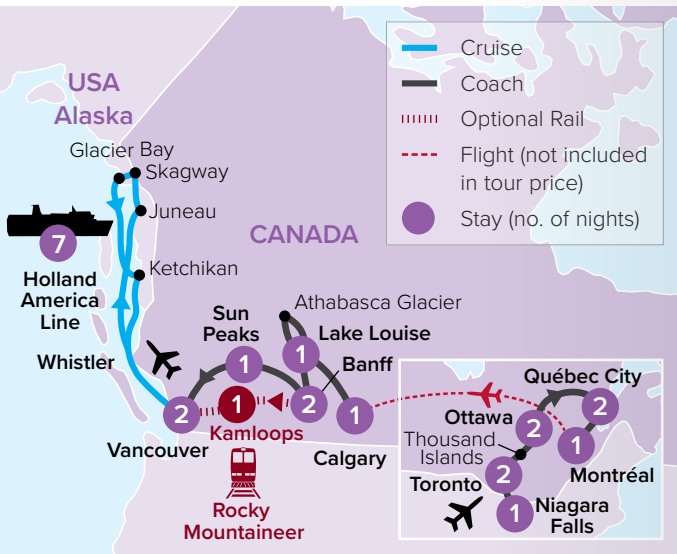 Cruise
Coach
Optional Rail
Flight (not included
in tour price)
Stay (no. of nights)
USA
Alaska
Glacier Bay
Skagway
Juneau
CANADA
7
Ketchikan
Holland
America
Line
Athabasca Glacier
Sun
Peaks
Lake Louise
Whistler
1
1
Banff
Québec City
2
1
2
1
2
Ottawa
2
Kamloops
Thousand
Islands
1
Vancouver
Calgary
Montréal
Toronto
2
Rocky
Mountaineer
1
Niagara
Falls